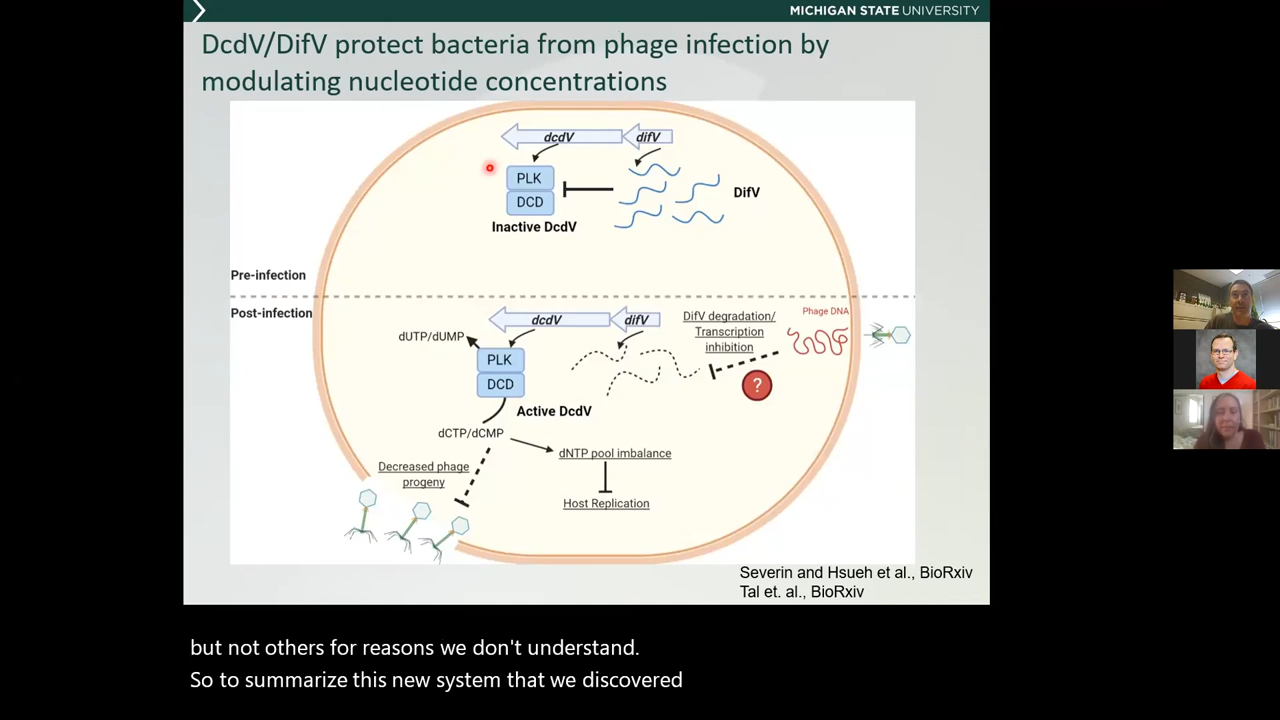 MICHIGAN STATE UNIVERSITY
DcdV/DifV protect bacteria from phage infection by
modulating nucleotide concentrations
dcdV
difV
PLK
DCD
DifV
Inactive DcdV
Pre-infection
Post-infection
dcdV
difV
DifV degradation/
Transcription
inhibition
Phage DNA
dUTP/dUMP
PLK
DCD
?
Active DcdV
dCTP/dCMP
dNTP pool imbalance
Decreased phage
progeny
Host Replication
Severin and Hsueh et al., BioRxiv
Tal et. al., BioRxiv
but not others for reasons we don't understand.
So to summarize this new system that we discovered